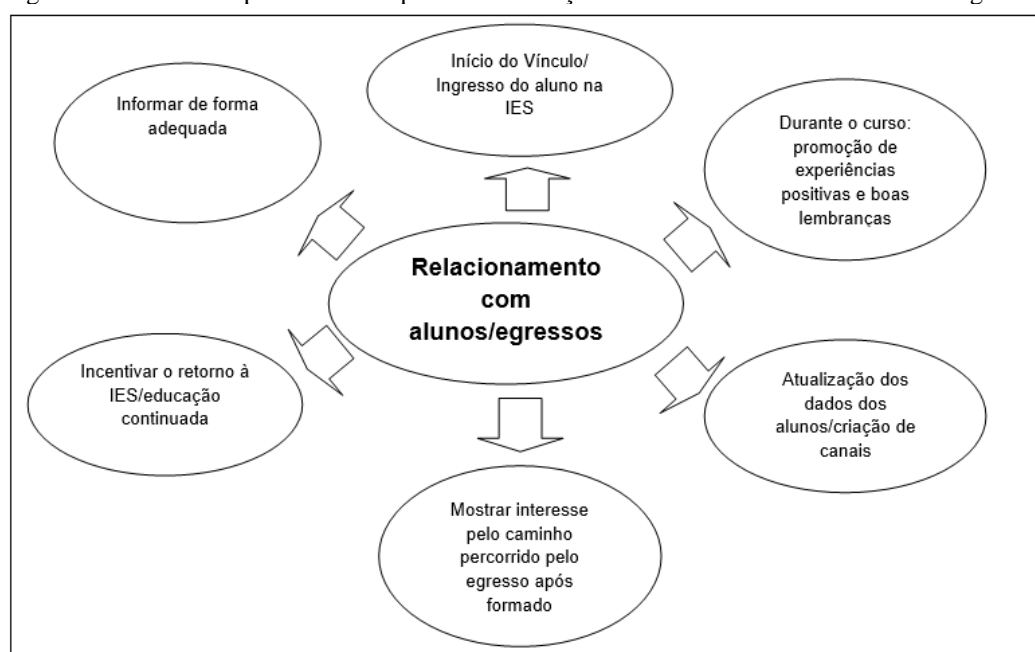 Início do Vínculo/
Ingresso do aluno na
IES
Informar de forma
adequada
Durante o curso:
promoção de
experiências
positivas e boas
lembranças
Relacionamento
com
alunos/egressos
Incentivar o retorno à
IES/educação
continuada
Atualização dos
dados dos
alunos/criação de
canais
Mostrar interesse
pelo caminho
percorrido pelo
egresso após
formado